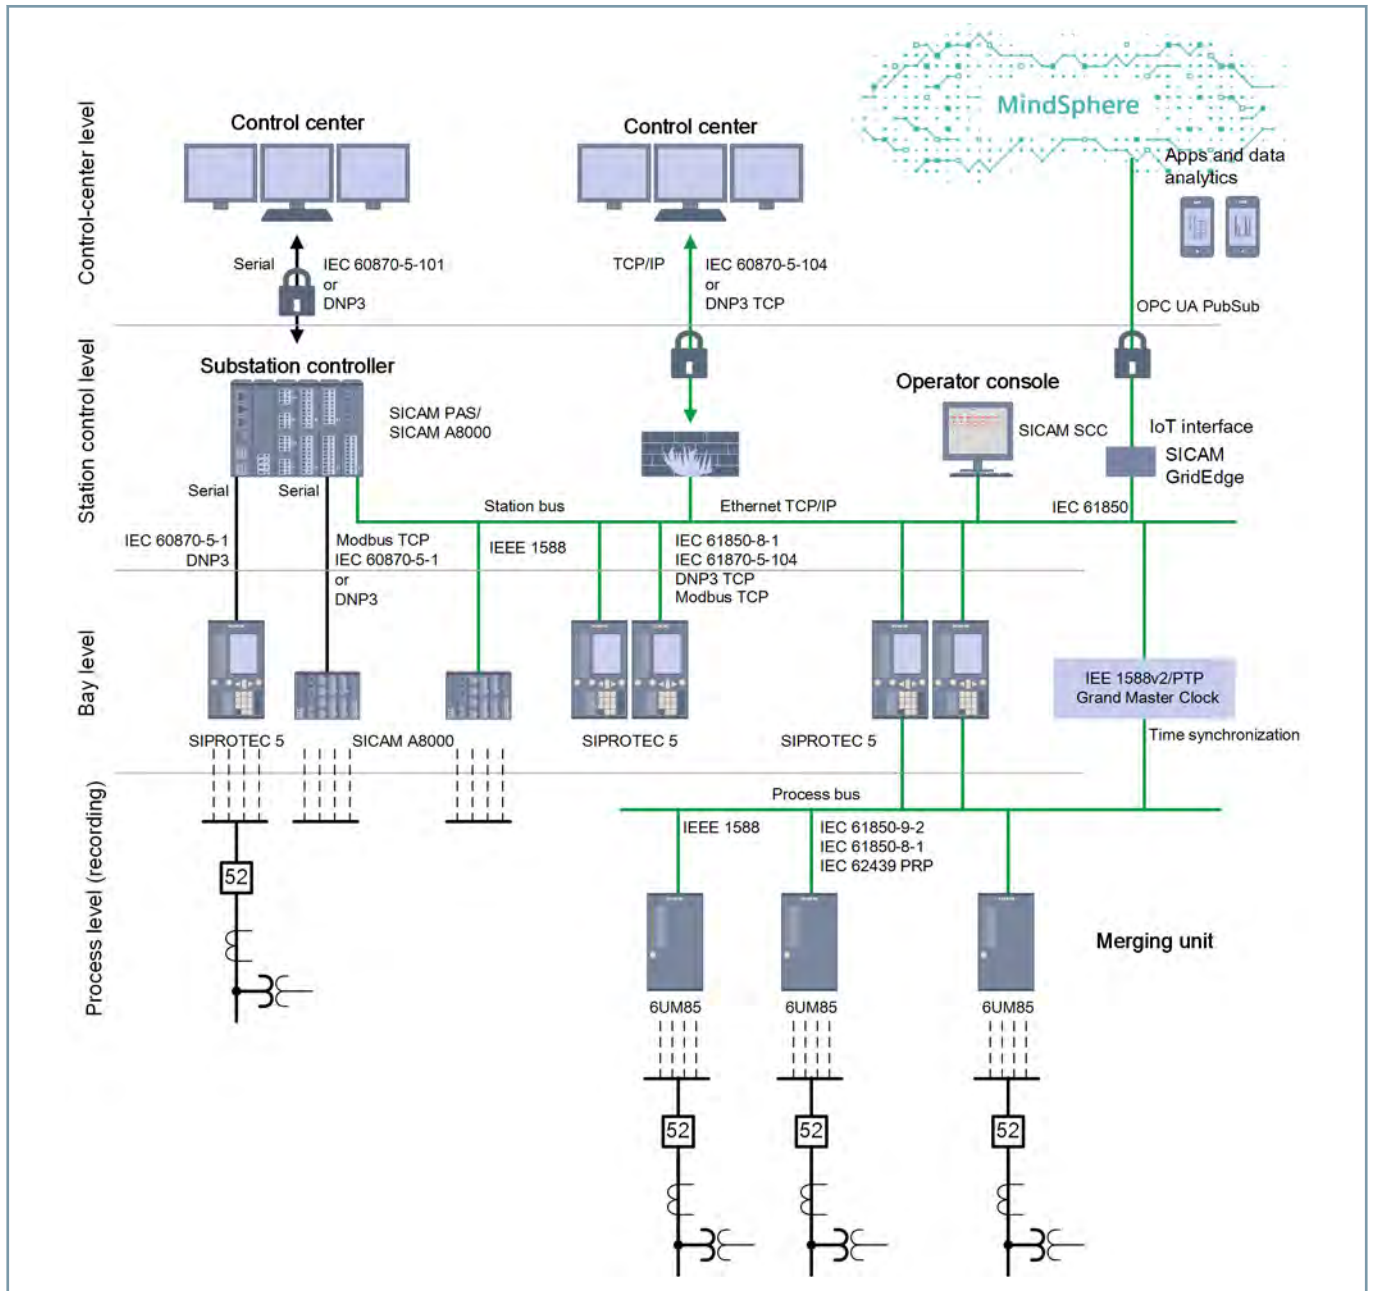 Control-center level
Control center
Control center
MindSphere
Apps and data
analytics
Serial
IEC 60870-5-101
or
DNP3
TCP/IP
IEC 60870-5-104
or
DNP3 TCP
OPC UA PubSub
Station control level
Substation controller
SICAM PAS/
SICAM A8000
Operator console
SICAM SCC
IoT interface
SICAM
GridEdge
Serial
Serial
Station bus
Ethernet TCP/IP
IEC 61850
IEC 60870-5-1
DNP3
Modbus TCP
IEC 60870-5-1
or
DNP3
IEEE 1588
IEC 61850-8-1
IEC 61870-5-104
DNP3 TCP
Modbus TCP
Bay level
IEE 1588v2/PTP
Grand Master Clock
SIPROTEC 5
SICAM A8000
SIPROTEC 5
SIPROTEC 5
Time synchronization
Process level (recording)
Process bus
IEEE 1588
IEC 61850-9-2
IEC 61850-8-1
IEC 62439 PRP
52
Merging unit
6UM85
6UM85
6UM85
52
52
52